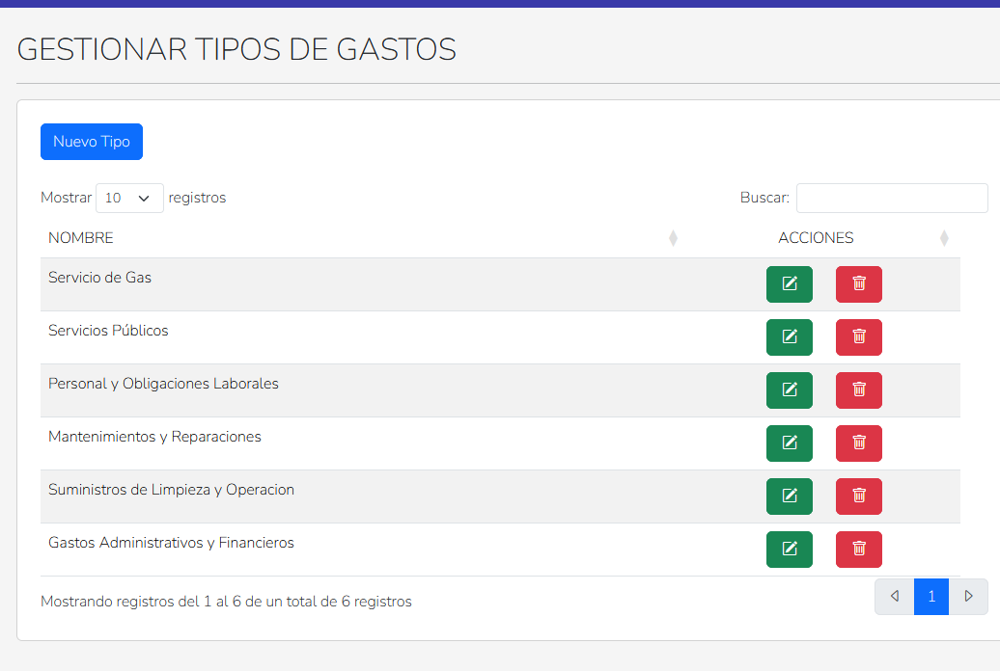 GESTIONAR TIPOS DE GASTOS
Nuevo Tipo
Mostrar 10 registros
Buscar:
NOMBRE ACCIONES
Servicio de Gas
Servicios Públicos
Personal y Obligaciones Laborales
Mantenimientos y Reparaciones
Suministros de Limpieza y Operacion
Gastos Administrativos y Financieros
Mostrando registros del 1 al 6 de un total de 6 registros
1